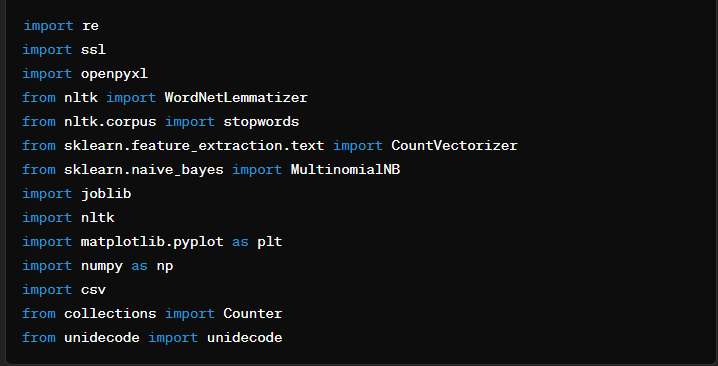 import re
import ssl
import openpyxl
from nltk import WordNetLemmatizer
from nltk.corpus import stopwords
from sklearn.feature_extraction.text import CountVectorizer
from sklearn.naive_bayes import MultinomialNB
import joblib
import nltk
import matplotlib.pyplot as plt
import numpy as np
import csv
from collections import Counter
from unidecode import unidecode